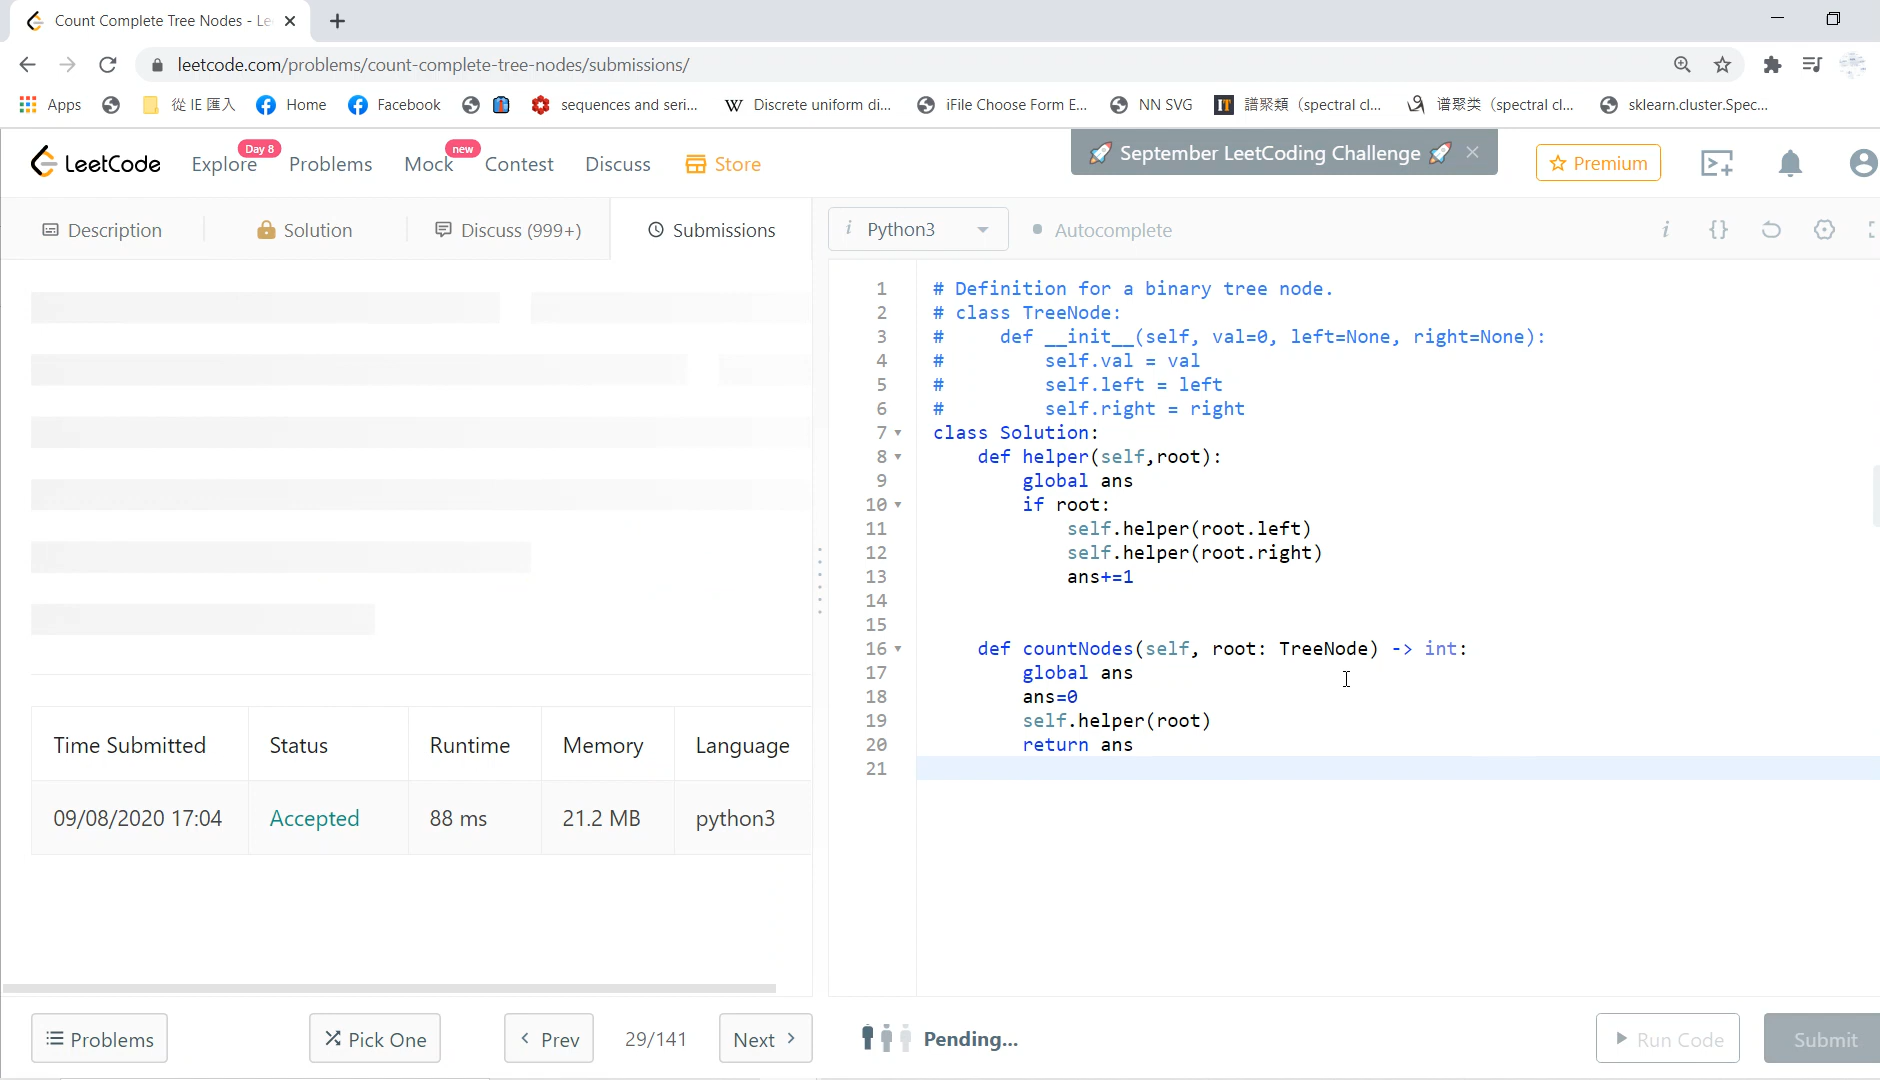 Count Complete Tree Nodes - Le
leetcode.com/problems/count-complete-tree-nodes/submissions/
Apps 從 IE 匯入 Home Facebook sequences and seri... Discrete uniform di... iFile Choose Form E... NN SVG 譜聚類（spectral cl... 谱聚类（spectral cl... sklearn.cluster.Spec...
LeetCode Explore Day 8 Problems Mock new Contest Discuss Store September LeetCoding Challenge Premium
Description Solution Discuss (999+) Submissions
i Python3 Autocomplete i {}
1 # Definition for a binary tree node.
2 # class TreeNode:
3 #     def __init__(self, val=0, left=None, right=None):
4 #         self.val = val
5 #         self.left = left
6 #         self.right = right
7 class Solution:
8     def helper(self,root):
9         global ans
10         if root:
11             self.helper(root.left)
12             self.helper(root.right)
13             ans+=1
14
15
16     def countNodes(self, root: TreeNode) -> int:
17         global ans
18         ans=0
19         self.helper(root)
20         return ans
21
Time Submitted Status Runtime Memory Language
09/08/2020 17:04 Accepted 88 ms 21.2 MB python3
Problems Pick One Prev 29/141 Next Pending... Run Code Submit